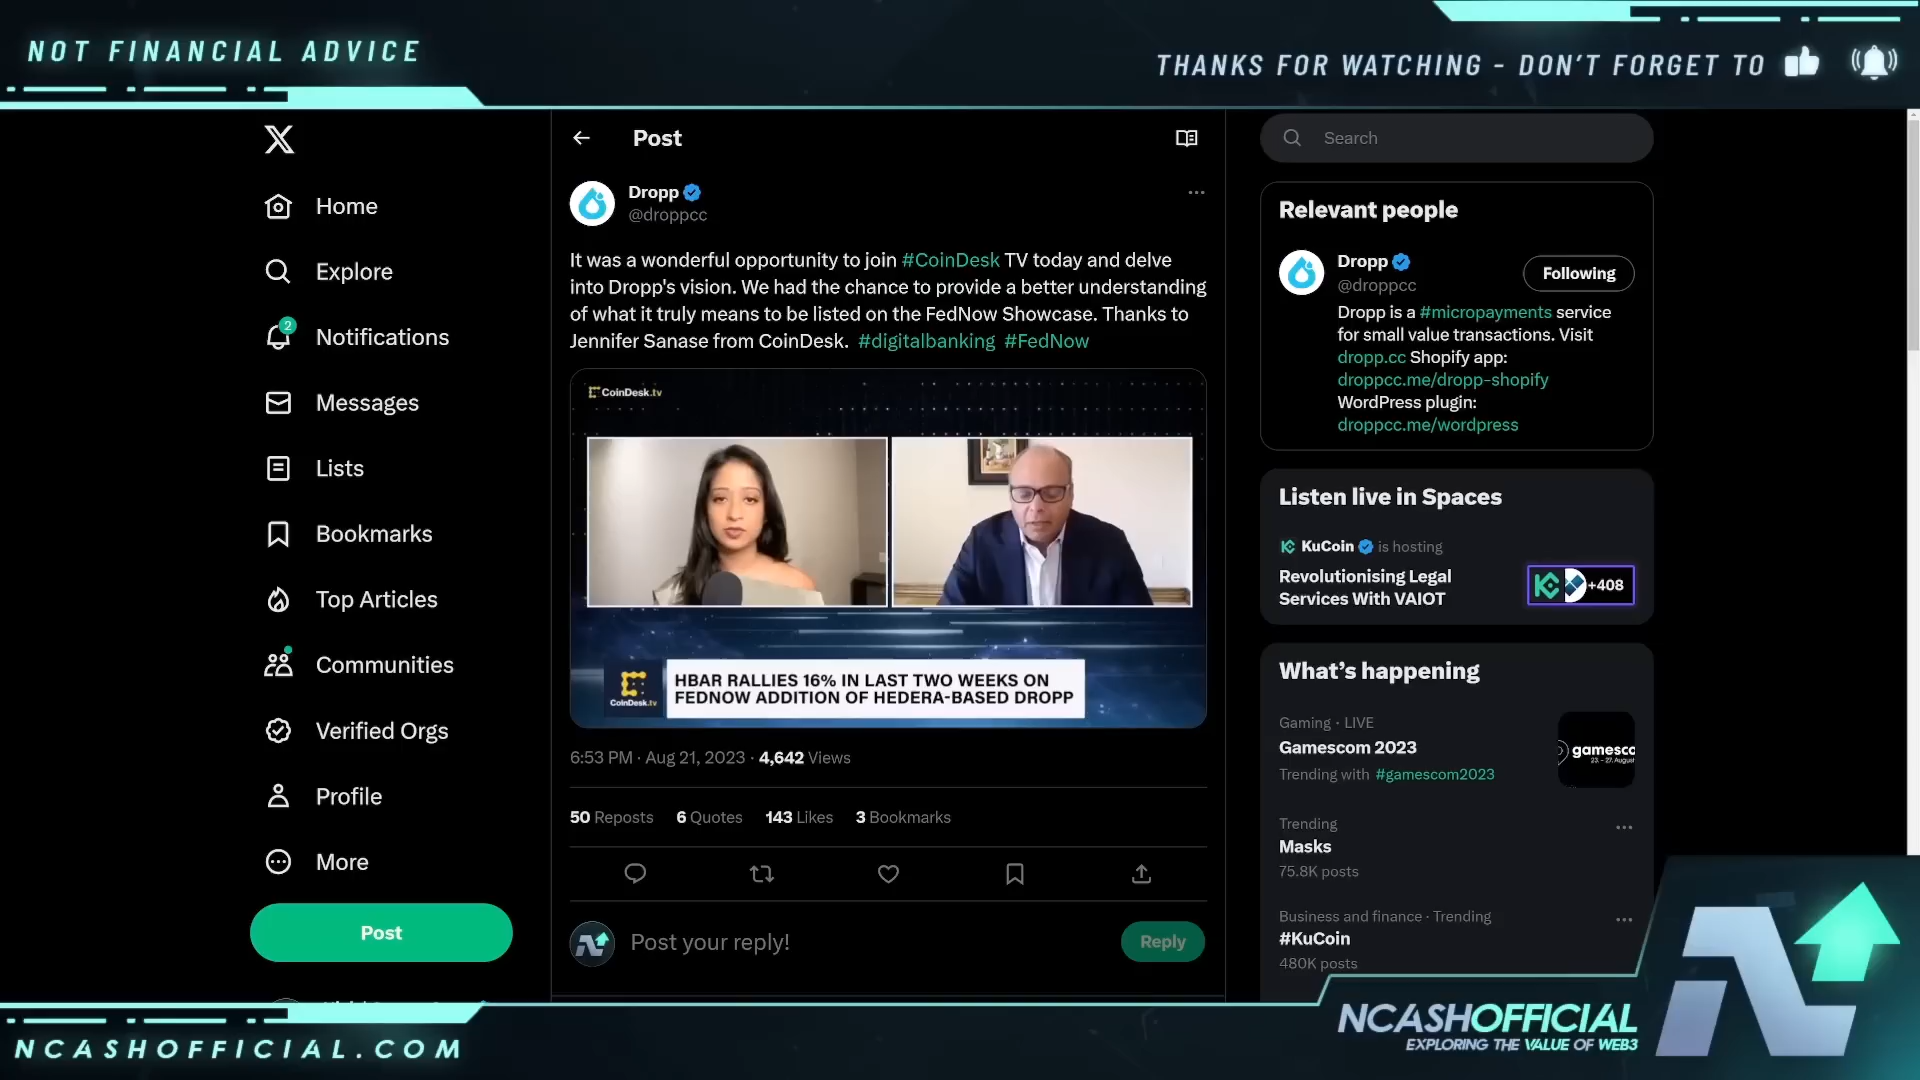 NOT FINANCIAL ADVICE
THANKS FOR WATCHING - DON'T FORGET TO
Home
Explore
2
Notifications
Messages
Lists
Bookmarks
Top Articles
Communities
Verified Orgs
Profile
More
Post
Post
Dropp
@droppcc
It was a wonderful opportunity to join #CoinDesk TV today and delve
into Dropp's vision. We had the chance to provide a better understanding
of what it truly means to be listed on the FedNow Showcase. Thanks to
Jennifer Sanase from CoinDesk. #digitalbanking #FedNow
CoinDesk.tv
CoinDesk.tv
HBAR RALLIES 16% IN LAST TWO WEEKS ON
FEDNOW ADDITION OF HEDERA-BASED DROPP
6:53 PM · Aug 21, 2023 · 4,642 Views
50 Reposts 6 Quotes 143 Likes 3 Bookmarks
Post your reply!
Reply
Search
Relevant people
Dropp
@droppcc
Following
Dropp is a #micropayments service
for small value transactions. Visit
dropp.cc Shopify app:
droppcc.me/dropp-shopify
WordPress plugin:
droppcc.me/wordpress
Listen live in Spaces
KuCoin is hosting
Revolutionising Legal
Services With VAIOT
+408
What's happening
Gaming · LIVE
Gamescom 2023
Trending with #gamescom2023
gamesco
23. – 27. August
Trending
Masks
75.8K posts
Business and finance · Trending
#KuCoin
480K posts
NCASHOFFICIAL.COM
NCASHOFFICIAL
EXPLORING THE VALUE OF WEB3